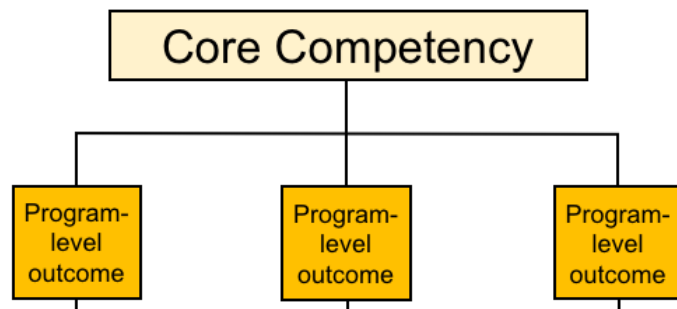 Core Competency
Program-
level
outcome
Program-
level
outcome
Program-
level
outcome